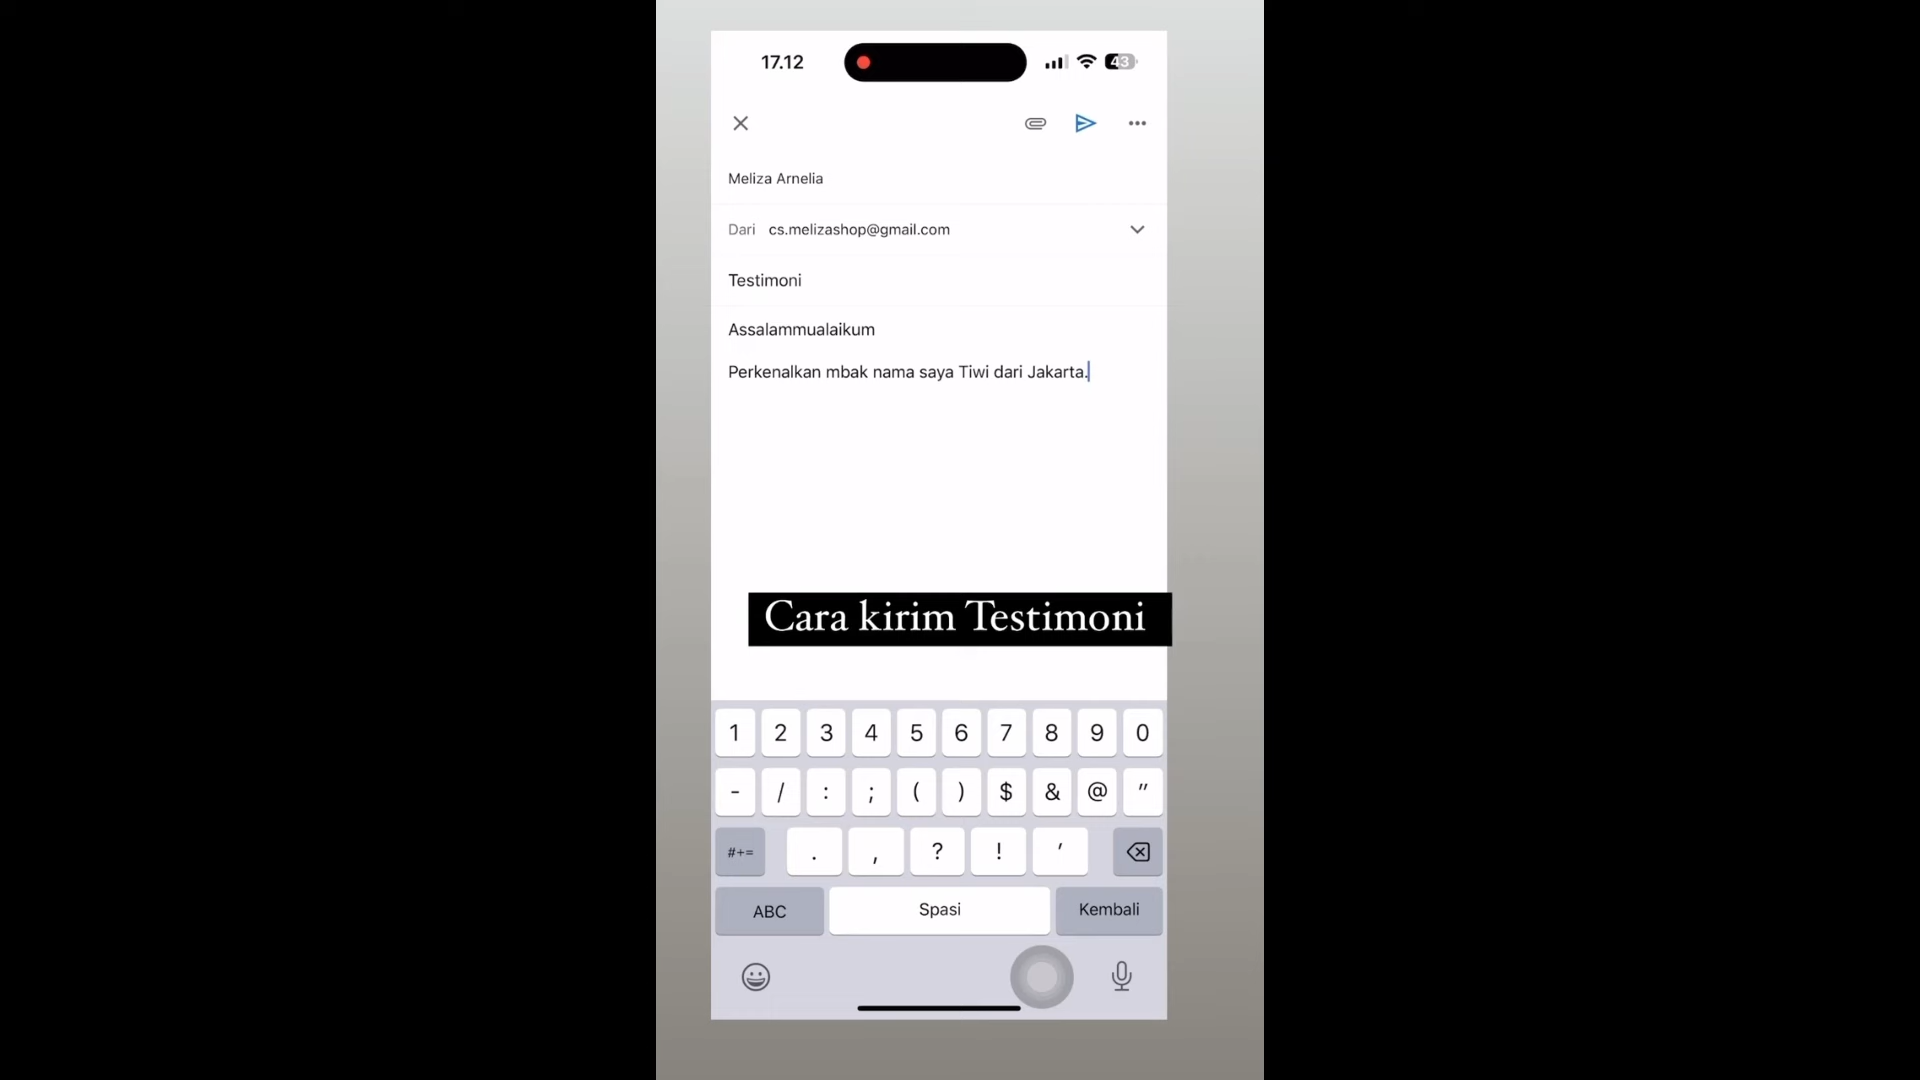 17.12
43
Meliza Arnelia
Dari cs.melizashop@gmail.com
Testimoni
Assalammualaikum
Perkenalkan mbak nama saya Tiwi dari Jakarta.
Cara kirim Testimoni
1 2 3 4 5 6 7 8 9 0
- / : ; ( ) $ & @ "
#+= . , ? ! '
ABC Spasi Kembali